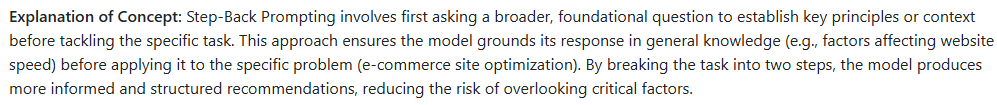 Explanation of Concept: Step-Back Prompting involves first asking a broader, foundational question to establish key principles or context
before tackling the specific task. This approach ensures the model grounds its response in general knowledge (e.g., factors affecting website
speed) before applying it to the specific problem (e-commerce site optimization). By breaking the task into two steps, the model produces
more informed and structured recommendations, reducing the risk of overlooking critical factors.